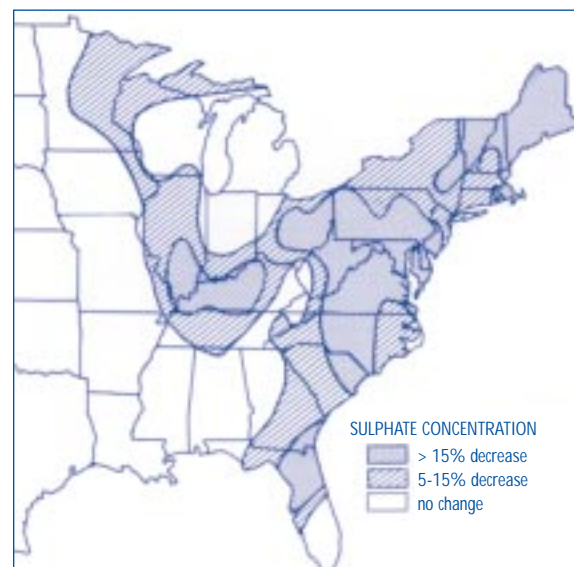 SULPHATE CONCENTRATION
> 15% decrease
5-15% decrease
no change